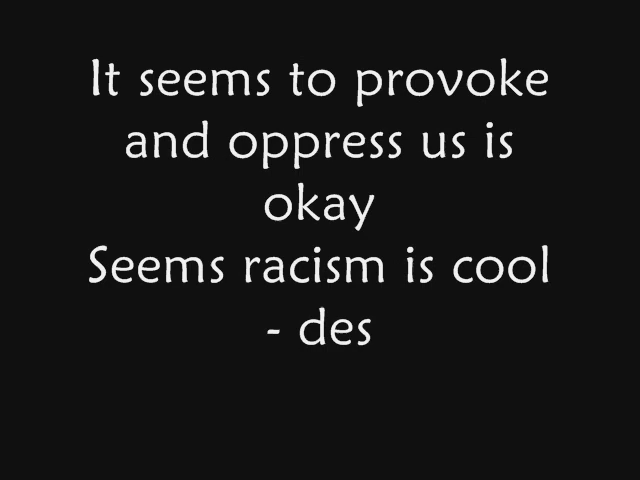 It seems to provoke
and oppress us is
okay
Seems racism is cool
- des